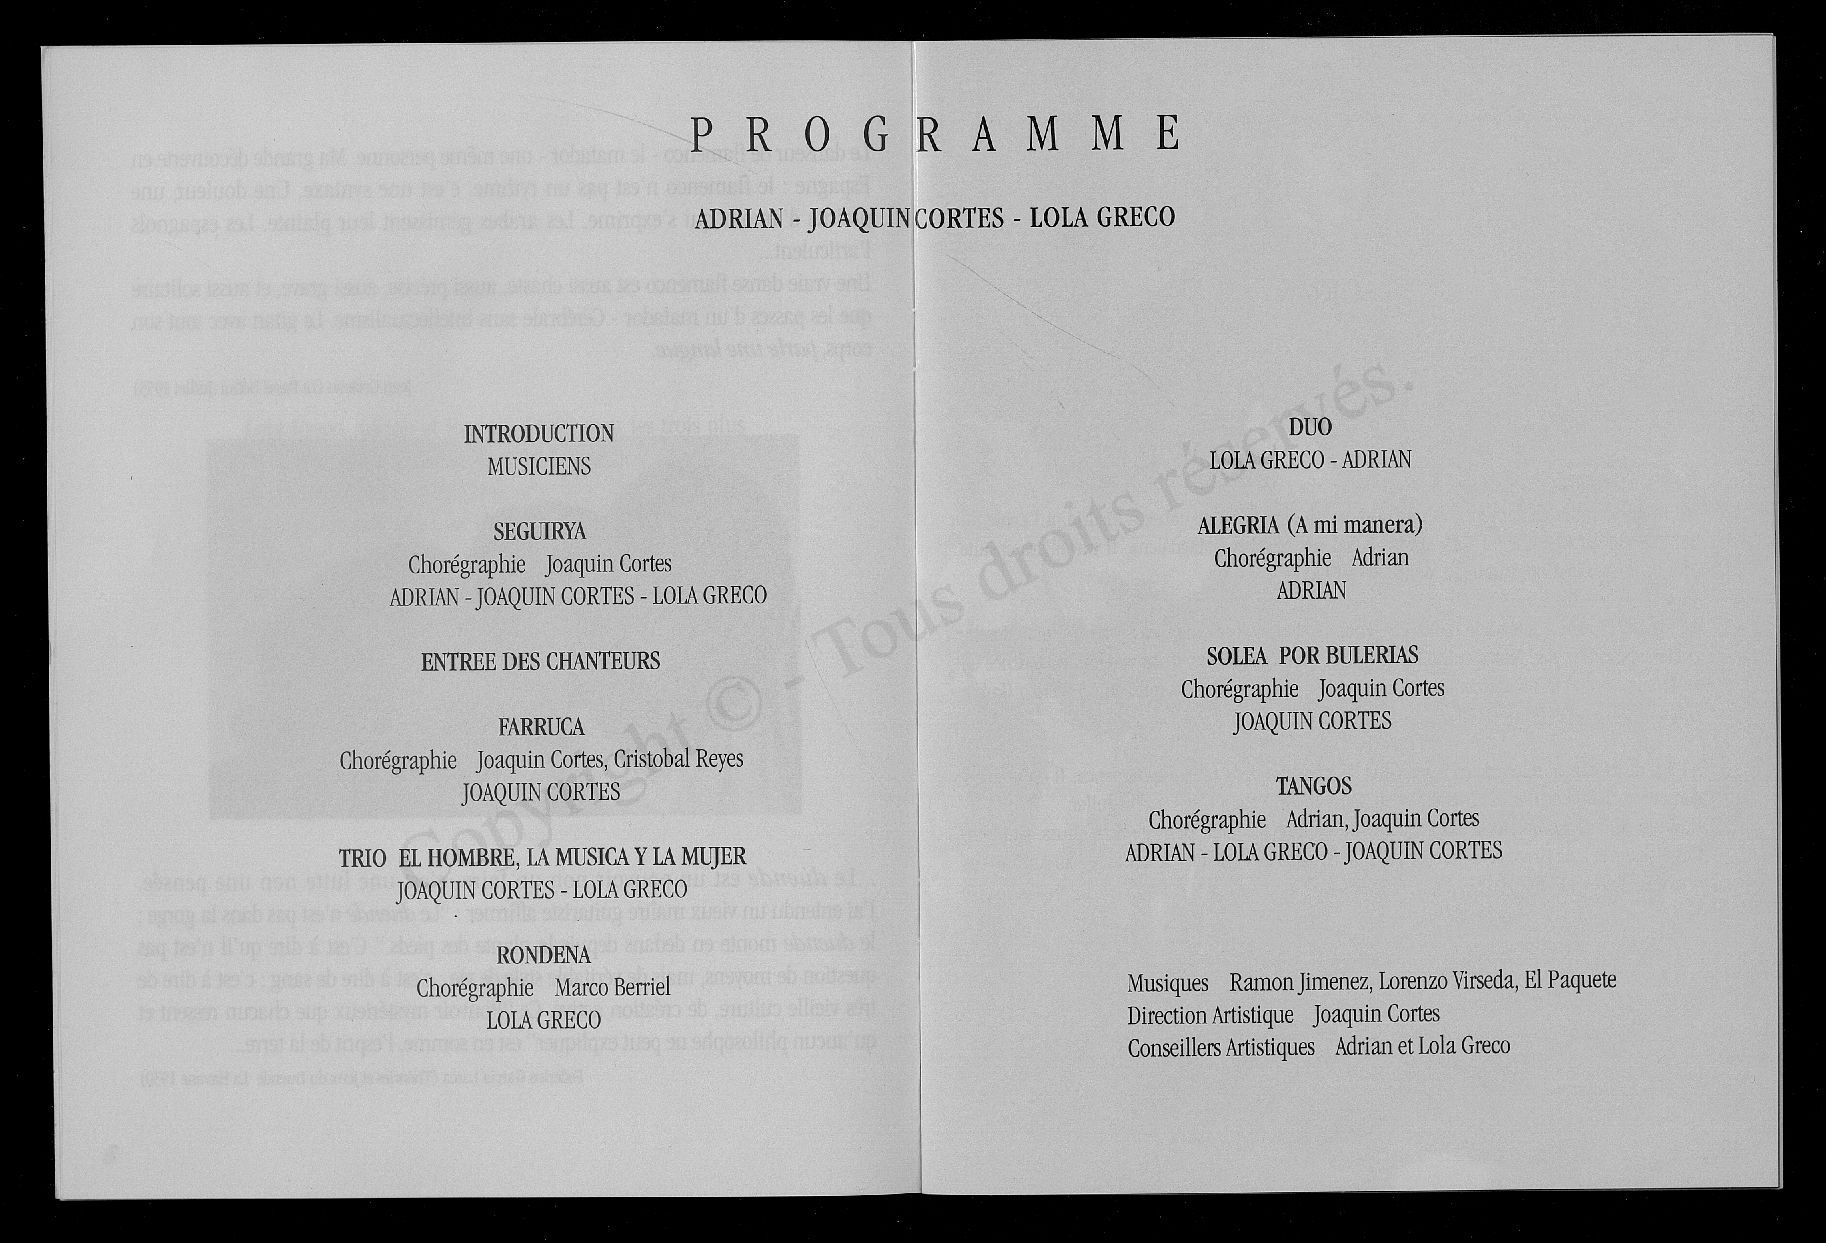 PROGRAMME
ADRIAN - JOAQUIN CORTES - LOLA GRECO
INTRODUCTION
MUSICIENS
SEGUIRYA
Chorégraphie Joaquin Cortes
ADRIAN - JOAQUIN CORTES - LOLA GRECO
ENTREE DES CHANTEURS
FARRUCA
Chorégraphie Joaquin Cortes, Cristobal Reyes
JOAQUIN CORTES
TRIO EL HOMBRE, LA MUSICA Y LA MUJER
JOAQUIN CORTES - LOLA GRECO
RONDENA
Chorégraphie Marco Berriel
LOLA GRECO
DUO
LOLA GRECO - ADRIAN
ALEGRIA (A mi manera)
Chorégraphie Adrian
ADRIAN
SOLEA POR BULERIAS
Chorégraphie Joaquin Cortes
JOAQUIN CORTES
TANGOS
Chorégraphie Adrian, Joaquin Cortes
ADRIAN - LOLA GRECO - JOAQUIN CORTES
Musiques Ramon Jimenez, Lorenzo Virseda, El Paquete
Direction Artistique Joaquin Cortes
Conseillers Artistiques Adrian et Lola Greco
Copyright © - Tous droits réservés.